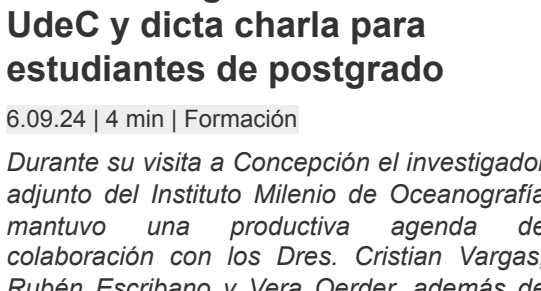 UdeC y dicta charla para
estudiantes de postgrado
6.09.24 | 4 min | Formación
Durante su visita a Concepción el investigador
adjunto del Instituto Milenio de Oceanografía
mantuvo una productiva agenda de
colaboración con los Dres. Cristian Vargas,
Rubén Escribano y Vera Oerder, además de